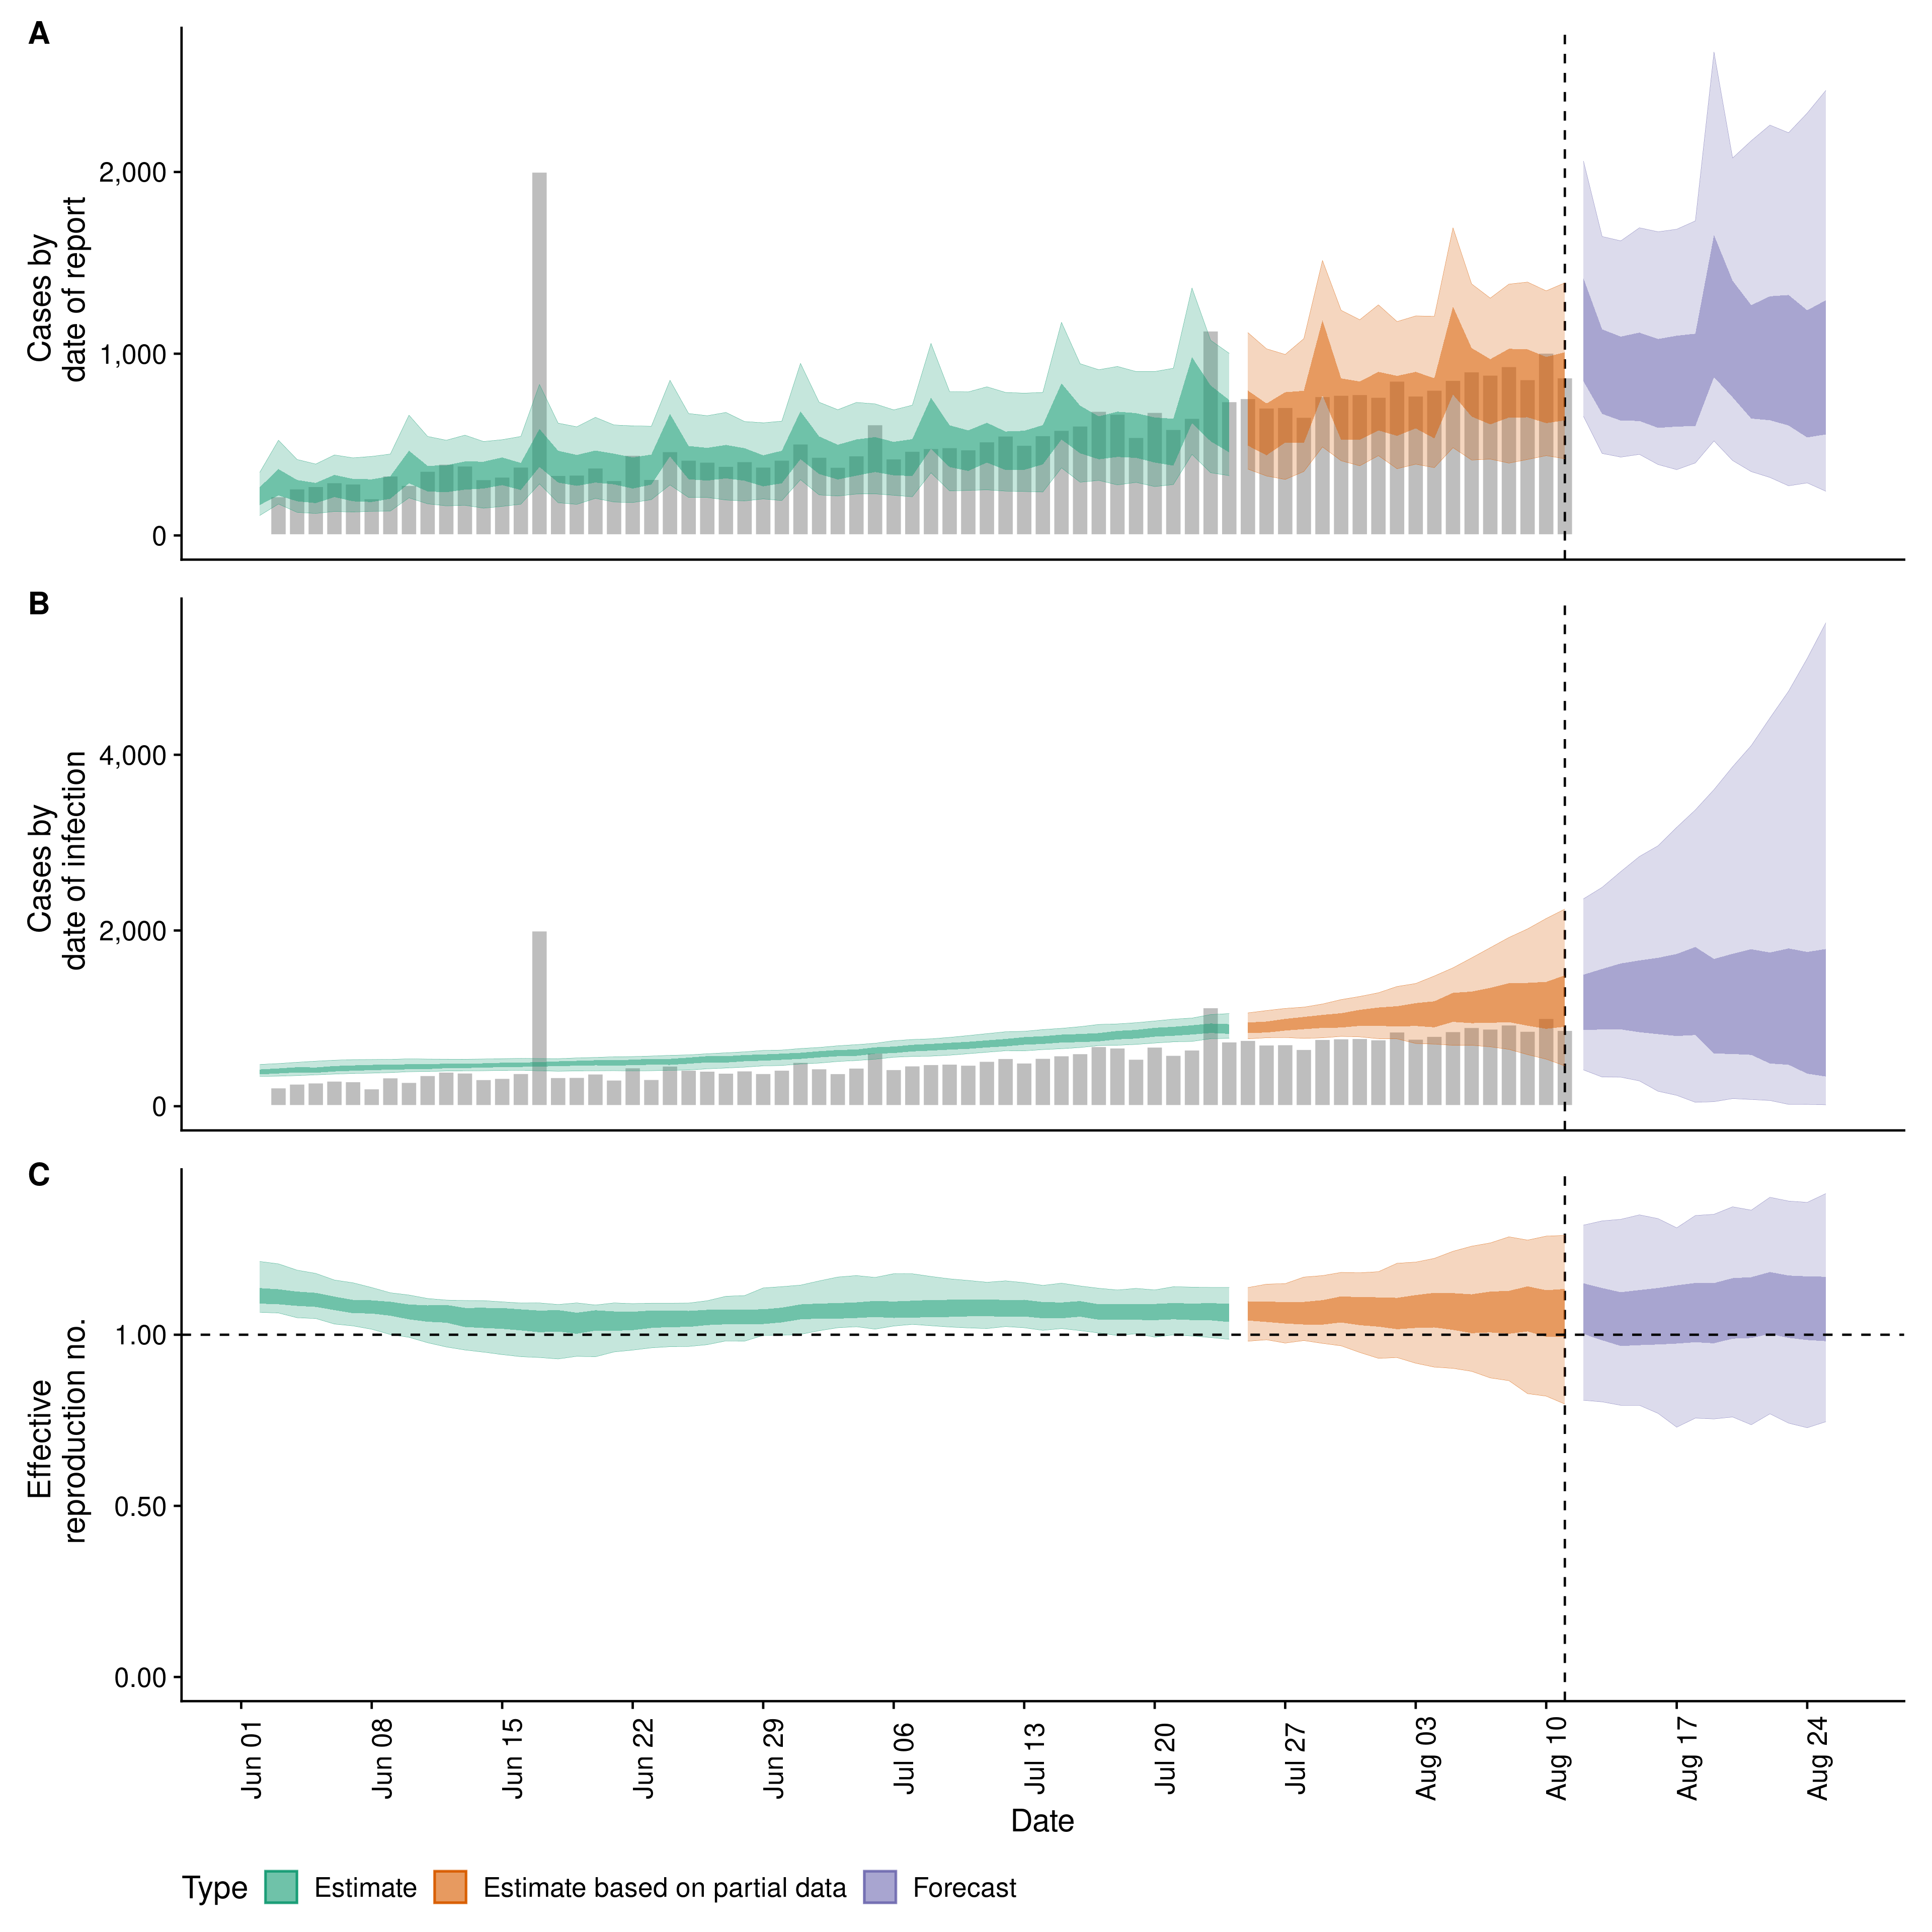 A
Cases by
date of report
2,000
1,000
0
B
Cases by
date of infection
4,000
2,000
0
C
Effective
reproduction no.
1.00
0.50
0.00
Jun 01
Jun 08
Jun 15
Jun 22
Jun 29
Jul 06
Jul 13
Jul 20
Jul 27
Aug 03
Aug 10
Aug 17
Aug 24
Date
Type Estimate Estimate based on partial data Forecast